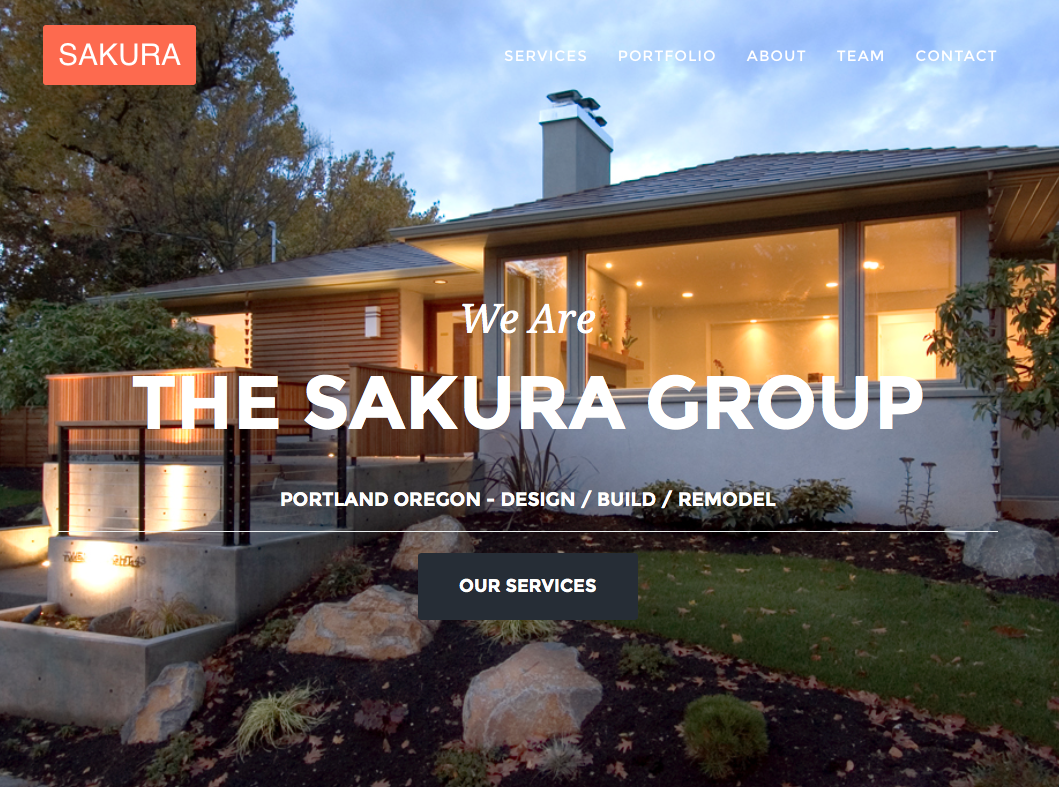 SAKURA
SERVICES PORTFOLIO ABOUT TEAM CONTACT
We Are
THE SAKURA GROUP
PORTLAND OREGON - DESIGN / BUILD / REMODEL
OUR SERVICES